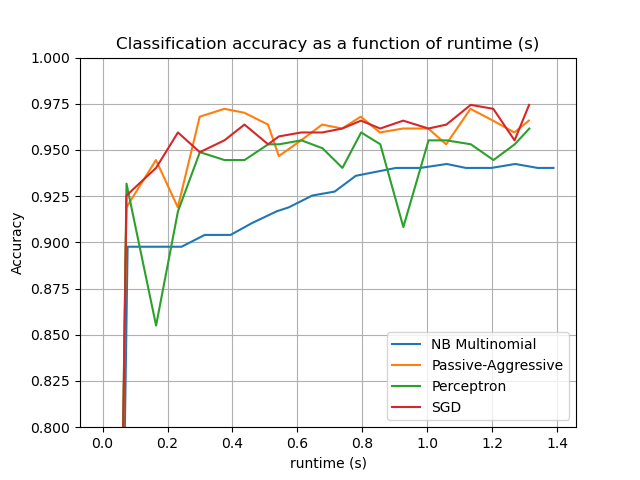 Classification accuracy as a function of runtime (s)
1.000
0.975
0.950
0.925
0.900
0.875
0.850
0.825
0.800
Accuracy
NB Multinomial
Passive-Aggressive
Perceptron
SGD
0.0 0.2 0.4 0.6 0.8 1.0 1.2 1.4
runtime (s)